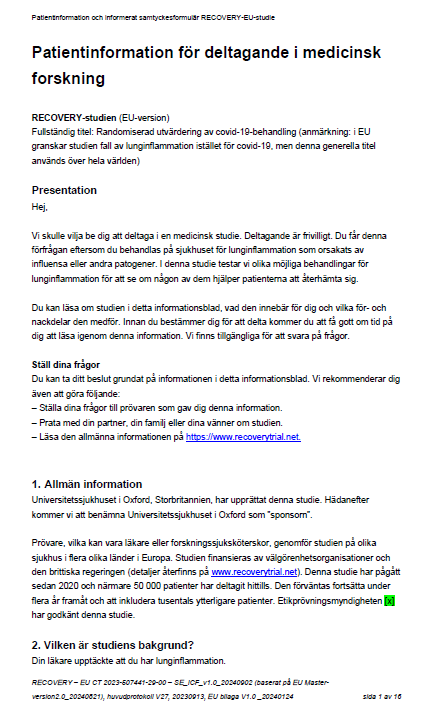 Patientinformation och informerat samtyckesformulär RECOVERY-EU-studie
Patientinformation för deltagande i medicinsk
forskning
RECOVERY-studien (EU-version)
Fullständig titel: Randomiserad utvärdering av covid-19-behandling (anmärkning: i EU
granskar studien fall av lunginflammation istället för covid-19, men denna generella titel
används över hela världen)
Presentation
Hej,
Vi skulle vilja be dig att deltaga i en medicinsk studie. Deltagande är frivilligt. Du får denna
förfrågan eftersom du behandlas på sjukhuset för lunginflammation som orsakats av
influensa eller andra patogener. I denna studie testar vi olika möjliga behandlingar för
lunginflammation för att se om någon av dem hjälper patienterna att återhämta sig.
Du kan läsa om studien i detta informationsblad, vad den innebär för dig och vilka för- och
nackdelar den medför. Innan du bestämmer dig för att delta kommer du att få gott om tid på
dig att läsa igenom denna information. Vi finns tillgängliga för att svara på frågor.
Ställ dina frågor
Du kan ta ditt beslut grundat på informationen i detta informationsblad. Vi rekommenderar dig
även att göra följande:
– Ställa dina frågor till prövaren som gav dig denna information.
– Prata med din partner, din familj eller dina vänner om studien.
– Läsa den allmänna informationen på https://www.recoverytrial.net.
1. Allmän information
Universitetssjukhuset i Oxford, Storbritannien, har upprättat denna studie. Hädanefter
kommer vi att benämna Universitetssjukhuset i Oxford som "sponsorn".
Prövare, vilka kan vara läkare eller forskningssjuksköterskor, genomför studien på olika
sjukhus i flera olika länder i Europa. Studien finansieras av välgörenhetsorganisationer och
den brittiska regeringen (detaljer återfinns på www.recoverytrial.net). Denna studie har pågått
sedan 2020 och närmare 50 000 patienter har deltagit hittills. Den förväntas fortsätta under
flera år framåt och att inkludera tusentals ytterligare patienter. Etikprövningsmyndigheten [x]
har godkänt denna studie.
2. Vilken är studiens bakgrund?
Din läkare upptäckte att du har lunginflammation.
RECOVERY – EU CT 2023-507441-29-00 – SE_ICF_v1.0_20240902 (baserat på EU Master-
version2.0_20240621), huvudprotokoll V27, 20230913, EU bilaga V1.0 _20240124 sida 1 av 16